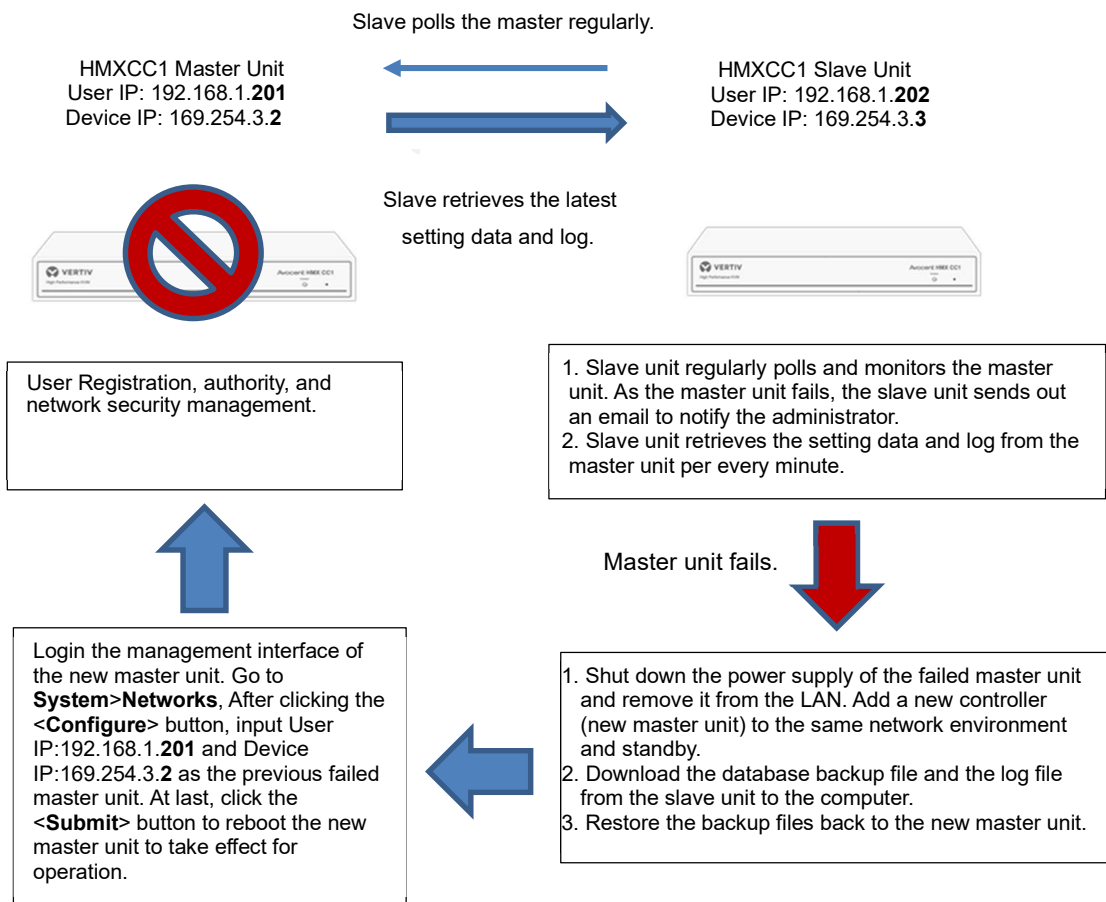 Slave polls the master regularly.
HMXCC1 Master Unit
User IP: 192.168.1.201
Device IP: 169.254.3.2
HMXCC1 Slave Unit
User IP: 192.168.1.202
Device IP: 169.254.3.3
Slave retrieves the latest
setting data and log.
VERTIV
High Performance KVM
Avocent HMX CC1
VERTIV
High Performance KVM
Avocent HMX CC1
User Registration, authority, and
network security management.
1. Slave unit regularly polls and monitors the master
unit. As the master unit fails, the slave unit sends out
an email to notify the administrator.
2. Slave unit retrieves the setting data and log from the
master unit per every minute.
Master unit fails.
Login the management interface of
the new master unit. Go to
System>Networks, After clicking the
<Configure> button, input User
IP:192.168.1.201 and Device
IP:169.254.3.2 as the previous failed
master unit. At last, click the
<Submit> button to reboot the new
master unit to take effect for
operation.
1. Shut down the power supply of the failed master unit
and remove it from the LAN. Add a new controller
(new master unit) to the same network environment
and standby.
2. Download the database backup file and the log file
from the slave unit to the computer.
3. Restore the backup files back to the new master unit.